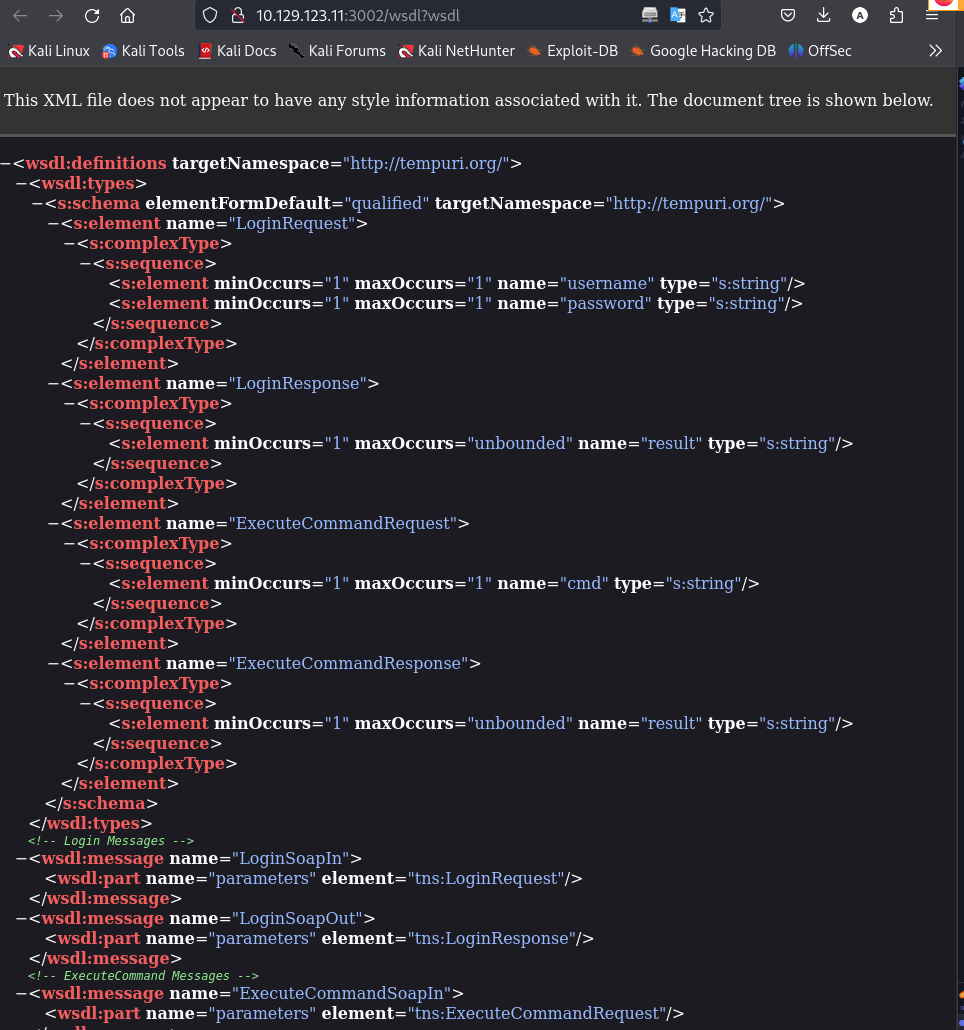 10.129.123.11:3002/wsdl?wsdl
Kali Linux Kali Tools Kali Docs Kali Forums Kali NetHunter Exploit-DB Google Hacking DB OffSec
This XML file does not appear to have any style information associated with it. The document tree is shown below.
−<wsdl:definitions targetNamespace="http://tempuri.org/">
−<wsdl:types>
−<s:schema elementFormDefault="qualified" targetNamespace="http://tempuri.org/">
−<s:element name="LoginRequest">
−<s:complexType>
−<s:sequence>
<s:element minOccurs="1" maxOccurs="1" name="username" type="s:string"/>
<s:element minOccurs="1" maxOccurs="1" name="password" type="s:string"/>
</s:sequence>
</s:complexType>
</s:element>
−<s:element name="LoginResponse">
−<s:complexType>
−<s:sequence>
<s:element minOccurs="1" maxOccurs="unbounded" name="result" type="s:string"/>
</s:sequence>
</s:complexType>
</s:element>
−<s:element name="ExecuteCommandRequest">
−<s:complexType>
−<s:sequence>
<s:element minOccurs="1" maxOccurs="1" name="cmd" type="s:string"/>
</s:sequence>
</s:complexType>
</s:element>
−<s:element name="ExecuteCommandResponse">
−<s:complexType>
−<s:sequence>
<s:element minOccurs="1" maxOccurs="unbounded" name="result" type="s:string"/>
</s:sequence>
</s:complexType>
</s:element>
</s:schema>
</wsdl:types>
<!-- Login Messages -->
−<wsdl:message name="LoginSoapIn">
<wsdl:part name="parameters" element="tns:LoginRequest"/>
</wsdl:message>
−<wsdl:message name="LoginSoapOut">
<wsdl:part name="parameters" element="tns:LoginResponse"/>
</wsdl:message>
<!-- ExecuteCommand Messages -->
−<wsdl:message name="ExecuteCommandSoapIn">
<wsdl:part name="parameters" element="tns:ExecuteCommandRequest"/>